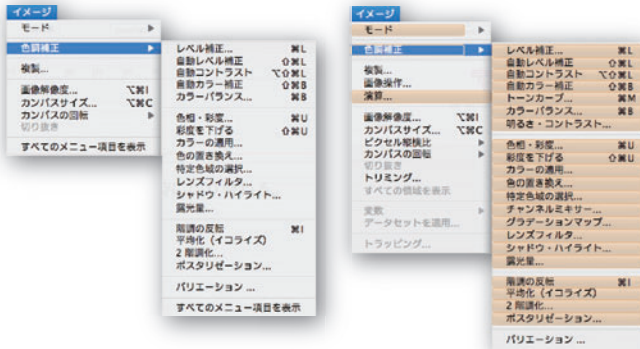 イメージ
モード
色調補正
複製...
画像解像度... ⌥⌘I
カンバスサイズ... ⌥⌘C
カンバスの回転
切り抜き
すべてのメニュー項目を表示
レベル補正... ⌘L
自動レベル補正 ⇧⌘L
自動コントラスト ⌥⇧⌘L
自動カラー補正 ⇧⌘B
カラーバランス... ⌘B
色相・彩度... ⌘U
彩度を下げる ⇧⌘U
カラーの適用...
色の置き換え...
特定色域の選択...
レンズフィルタ...
シャドウ・ハイライト...
露光量...
階調の反転 ⌘I
平均化（イコライズ）
2 階調化...
ポスタリゼーション...
バリエーション ...
すべてのメニュー項目を表示
イメージ
モード
色調補正
複製...
画像操作...
演算...
画像解像度... ⌥⌘I
カンバスサイズ... ⌥⌘C
ピクセル縦横比
カンバスの回転
切り抜き
トリミング...
すべての領域を表示
変数
データセットを適用...
トラッピング...
レベル補正... ⌘L
自動レベル補正 ⇧⌘L
自動コントラスト ⌥⇧⌘L
自動カラー補正 ⇧⌘B
トーンカーブ... ⌘M
カラーバランス... ⌘B
明るさ・コントラスト...
色相・彩度... ⌘U
彩度を下げる ⇧⌘U
カラーの適用...
色の置き換え...
特定色域の選択...
チャンネルミキサー...
グラデーションマップ...
レンズフィルタ...
シャドウ・ハイライト...
露光量...
階調の反転 ⌘I
平均化（イコライズ）
2 階調化...
ポスタリゼーション...
バリエーション ...